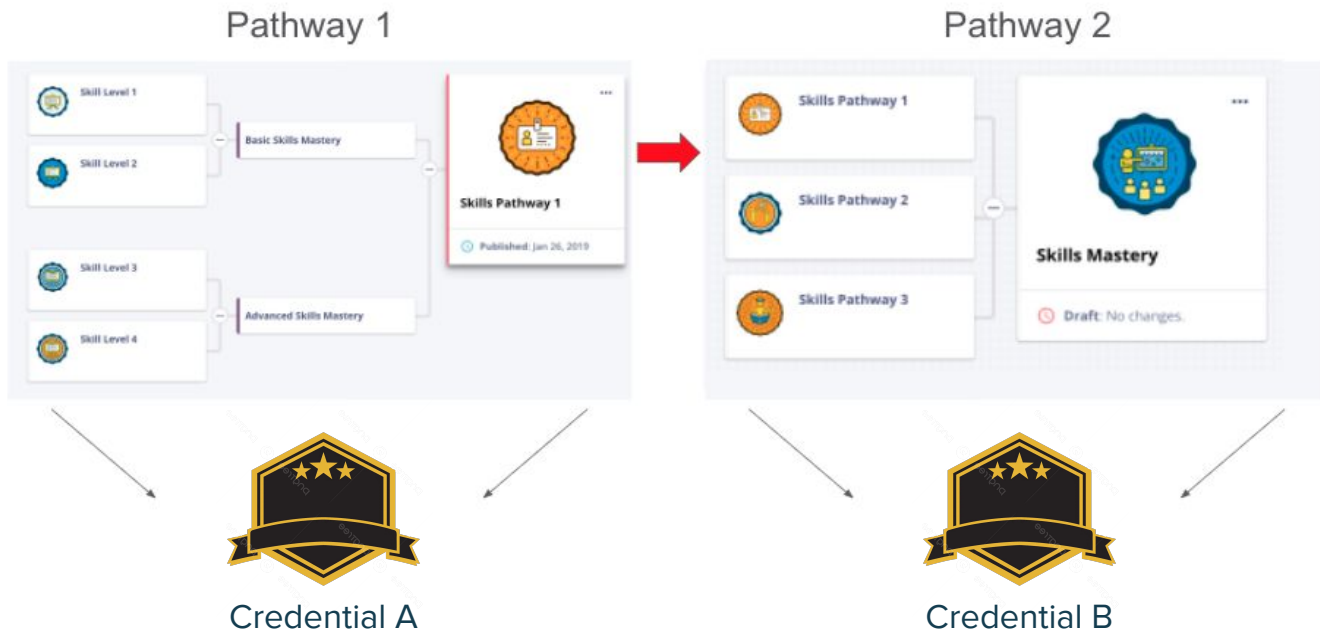 Pathway 1
Pathway 2
Skill Level 1
Skill Level 2
Basic Skills Mastery
Skill Level 3
Skill Level 4
Advanced Skills Mastery
...
Skills Pathway 1
Published: Jan 26, 2019
Skills Pathway 1
Skills Pathway 2
Skills Pathway 3
...
Skills Mastery
Draft: No changes.
Credential A
Credential B